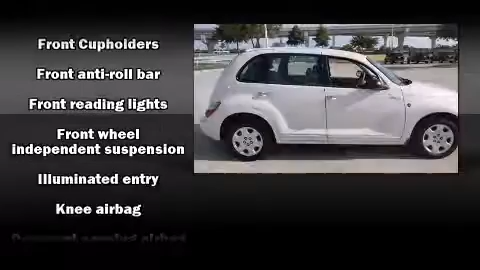 Front Cupholders
Front anti-roll bar
Front reading lights
Front wheel
independent suspension
Illuminated entry
Knee airbag